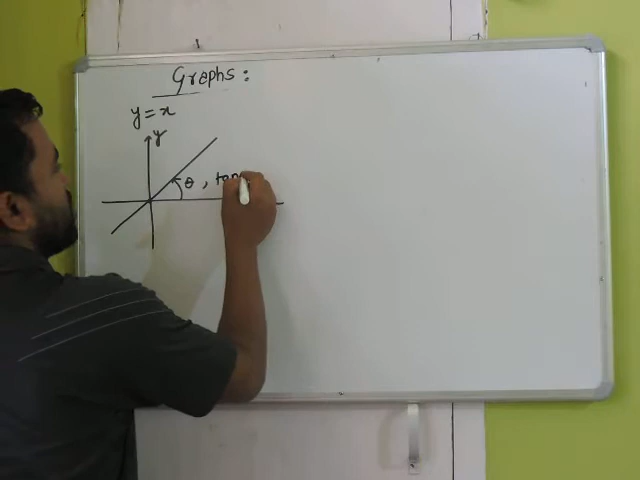 Graphs:
y = x
y
θ, tan